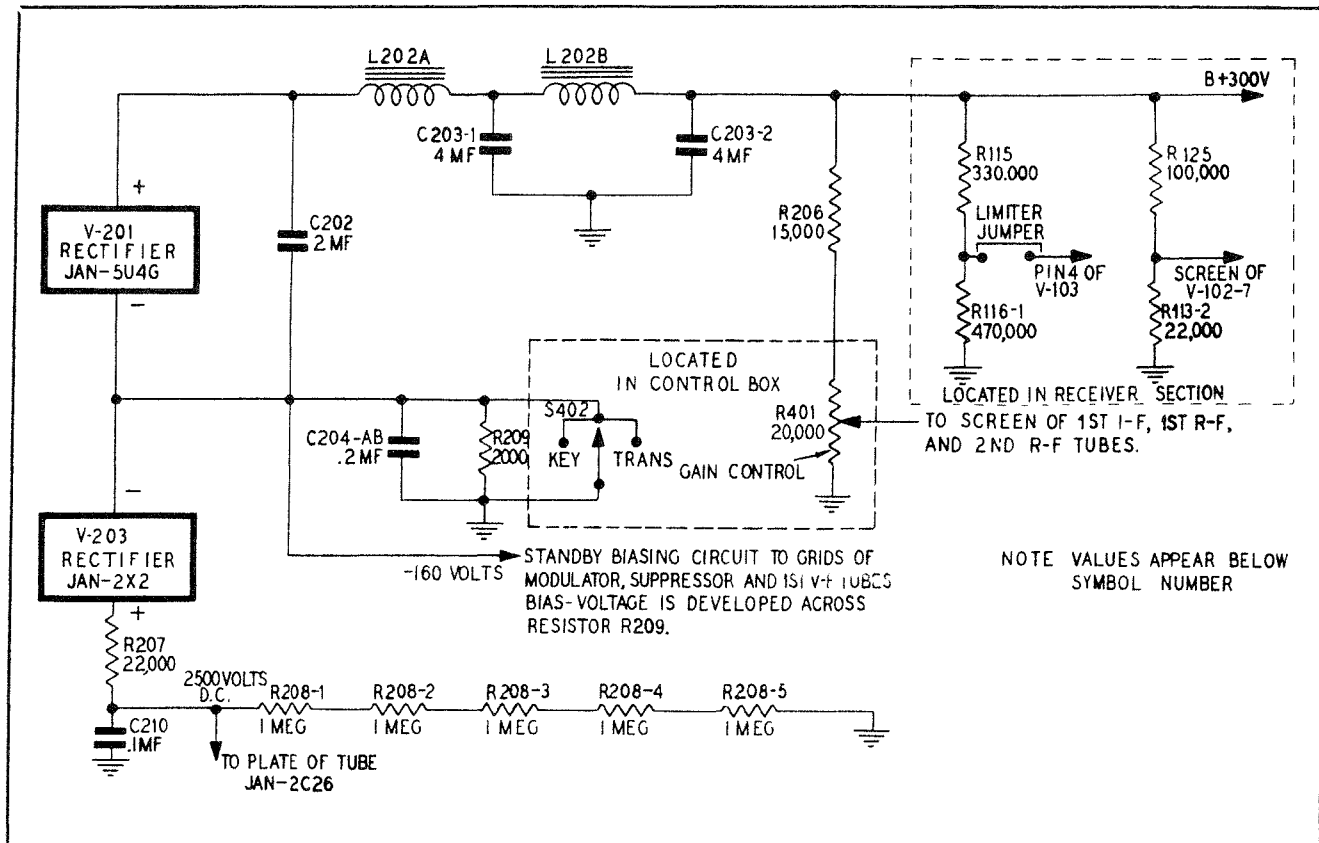 L202A
L202B
B+300V
C203-1
4 MF
C203-2
4 MF
R115
330.000
R 125
100,000
+
V-201
RECTIFIER
JAN-5U4G
-
C202
.2 MF
R206
15,000
LIMITER
JUMPER
PIN 4 OF
V-103
SCREEN OF
V-102-7
R116-1
470,000
R113-2
22,000
LOCATED IN RECEIVER SECTION
LOCATED
IN CONTROL BOX
S402
KEY
TRANS
C204-AB
.2MF
R209
2000
R401
20,000
GAIN CONTROL
TO SCREEN OF 1ST I-F, 1ST R-F,
AND 2ND R-F TUBES.
-
V-203
RECTIFIER
JAN-2X2
+
-160 VOLTS
STANDBY BIASING CIRCUIT TO GRIDS OF
MODULATOR, SUPPRESSOR AND 1ST V-F TUBES
BIAS-VOLTAGE IS DEVELOPED ACROSS
RESISTOR R209.
NOTE VALUES APPEAR BELOW
SYMBOL NUMBER
R207
22,000
2500 VOLTS
D.C.
R208-1
1 MEG
R208-2
1 MEG
R208-3
1 MEG
R208-4
1 MEG
R208-5
1 MEG
C210
.1MF
TO PLATE OF TUBE
JAN-2C26